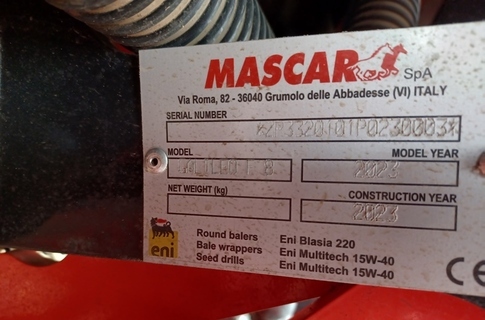 MASCAR SpA
Via Roma, 82 - 36040 Grumolo delle Abbadesse (VI) ITALY
SERIAL NUMBER
MODEL
MODEL YEAR
2023
NET WEIGHT (kg)
CONSTRUCTION YEAR
2023
eni
Round balers Eni Blasia 220
Bale wrappers Eni Multitech 15W-40
Seed drills Eni Multitech 15W-40
CE